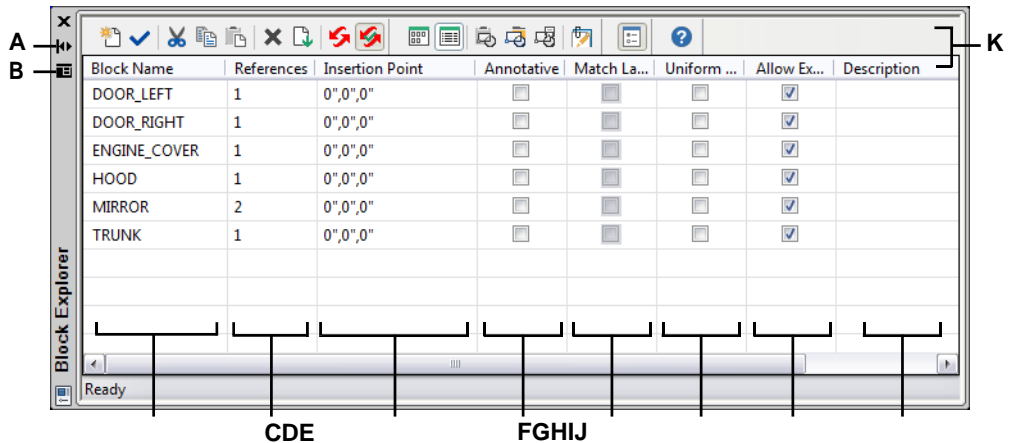 A
B
K
Block Name References Insertion Point Annotative Match La... Uniform ... Allow Ex... Description
DOOR_LEFT 1 0",0",0"
DOOR_RIGHT 1 0",0",0"
ENGINE_COVER 1 0",0",0"
HOOD 1 0",0",0"
MIRROR 2 0",0",0"
TRUNK 1 0",0",0"
Block Explorer
Ready
CDE FGHIJ